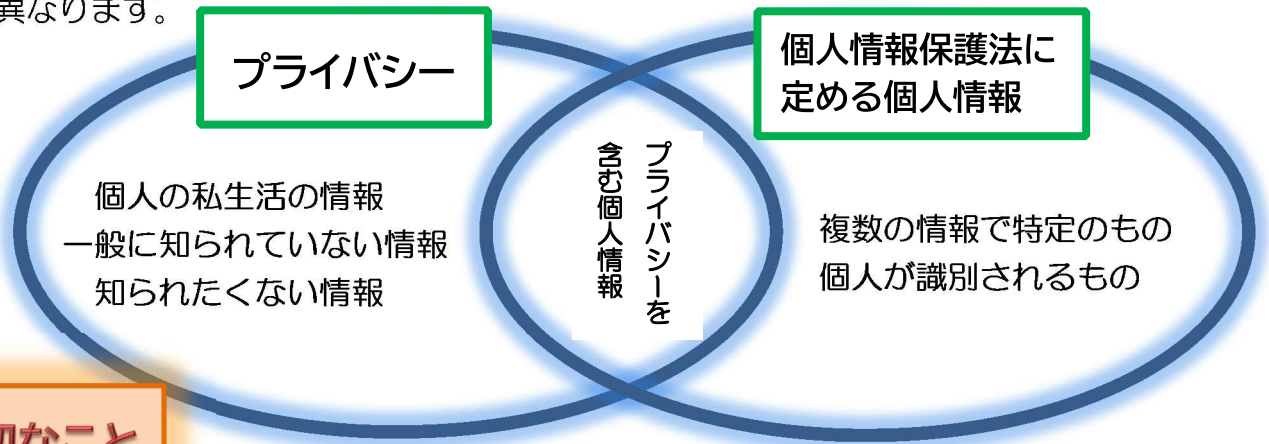 異なります。
プライバシー
個人情報保護法に
定める個人情報
個人の私生活の情報
一般に知られていない情報
知られたくない情報
プライバシーを
含む個人情報
複数の情報で特定のもの
個人が識別されるもの
切なこと